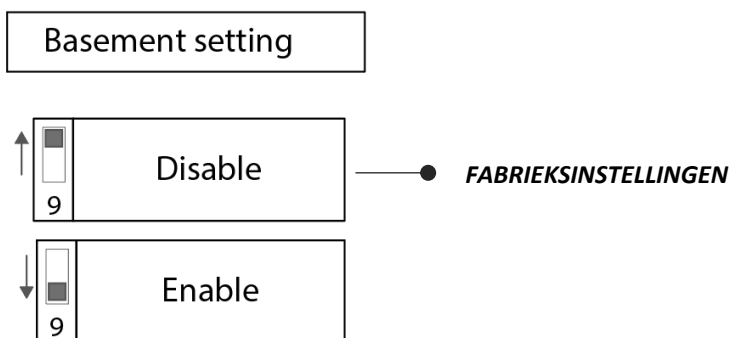 Basement setting
Disable
FABRIEKSINSTELLINGEN
9
Enable
9